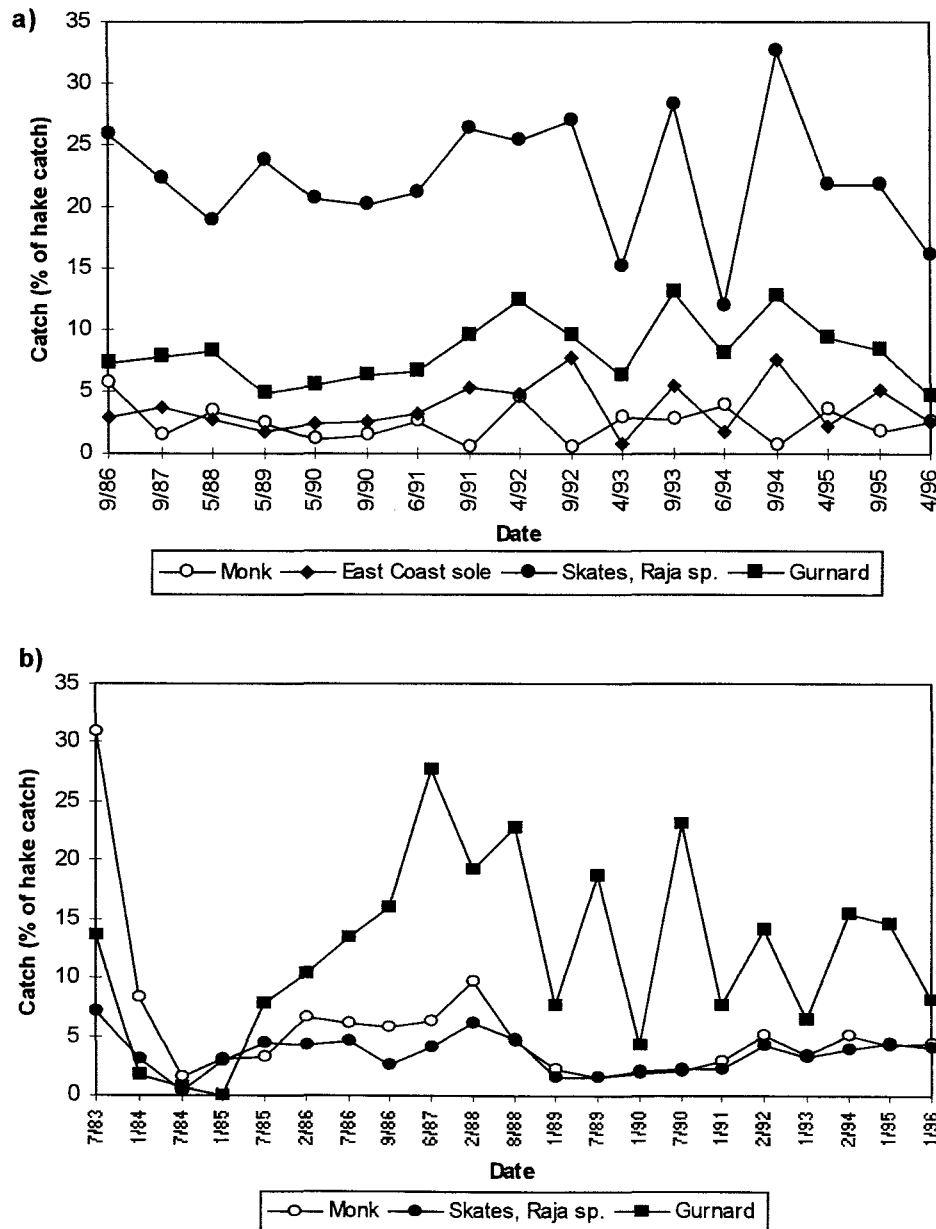 a)
Catch (% of hake catch)
35
30
25
20
15
10
5
0
9/86 9/87 5/88 5/89 5/90 9/90 6/91 9/91 4/92 9/92 4/93 9/93 6/94 9/94 4/95 9/95 4/96
Date
Monk East Coast sole Skates, Raja sp. Gurnard
b)
Catch (% of hake catch)
35
30
25
20
15
10
5
0
7/83 1/84 7/84 1/85 7/85 2/86 7/86 9/86 6/87 2/88 8/88 1/89 7/89 1/90 7/90 1/91 2/92 1/93 2/94 1/95 1/96
Date
Monk Skates, Raja sp. Gurnard